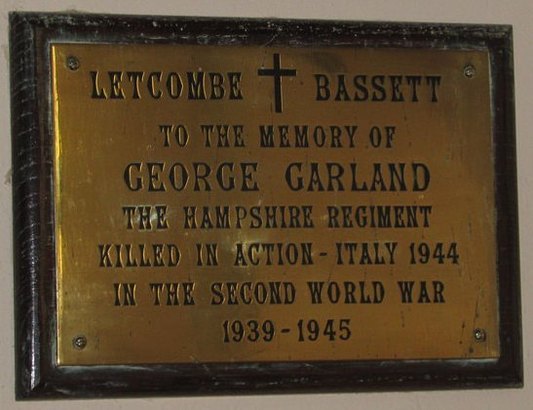 LETCOMBE BASSETT
TO THE MEMORY OF
GEORGE GARLAND
THE HAMPSHIRE REGIMENT
KILLED IN ACTION - ITALY 1944
IN THE SECOND WORLD WAR
1939 - 1945